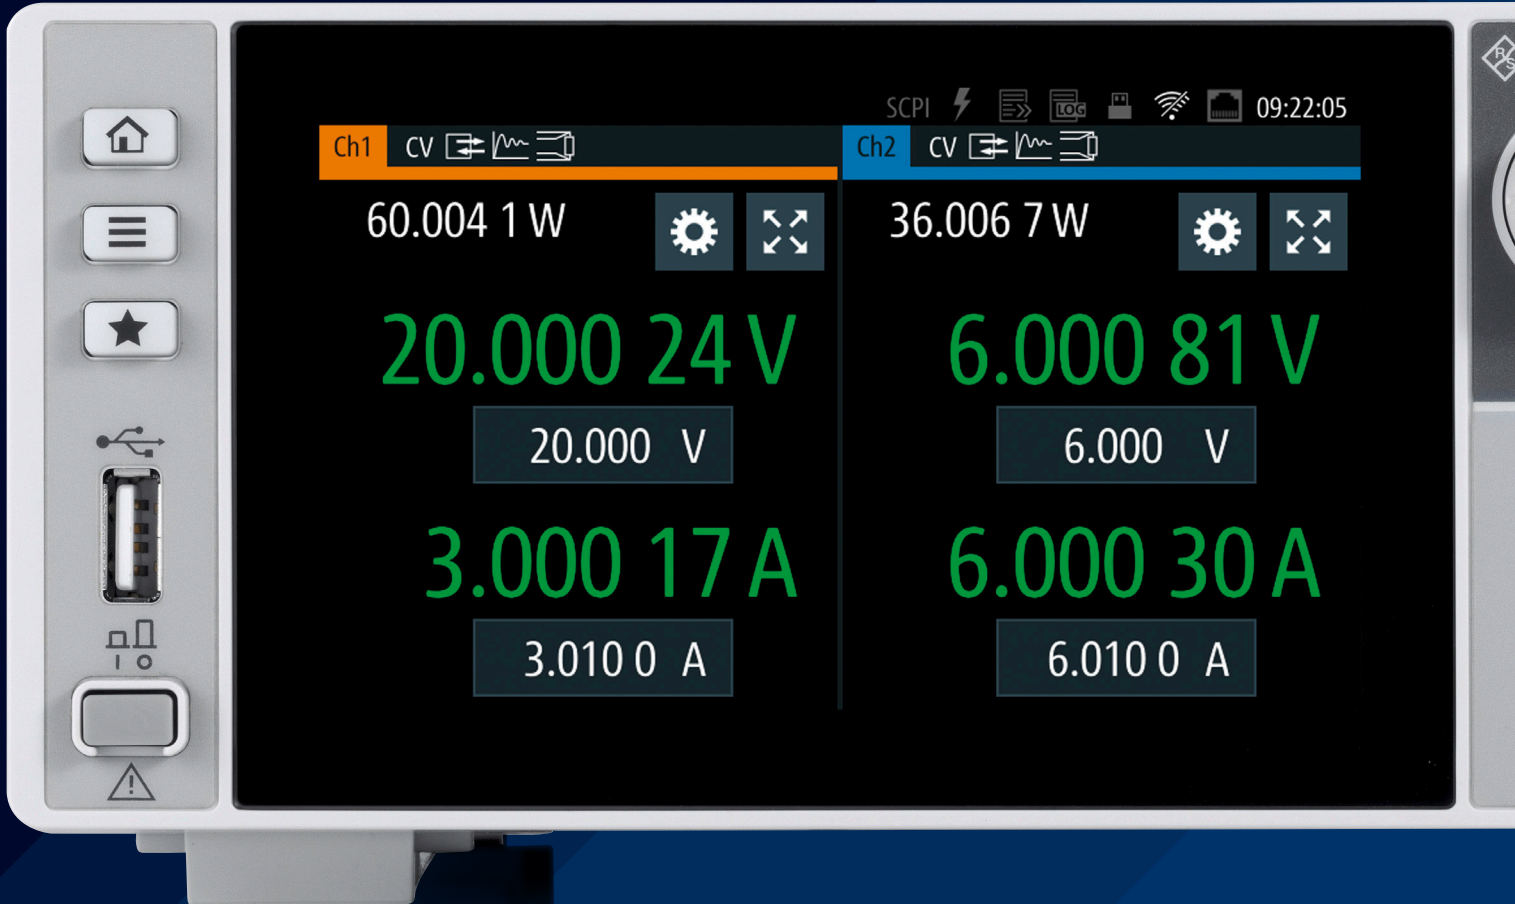 R
S
SCPI LOG 09:22:05
Ch1 CV
Ch2 CV
60.004 1 W
36.006 7 W
20.000 24 V
6.000 81 V
20.000 V
6.000 V
3.000 17 A
6.000 30 A
3.010 0 A
6.010 0 A